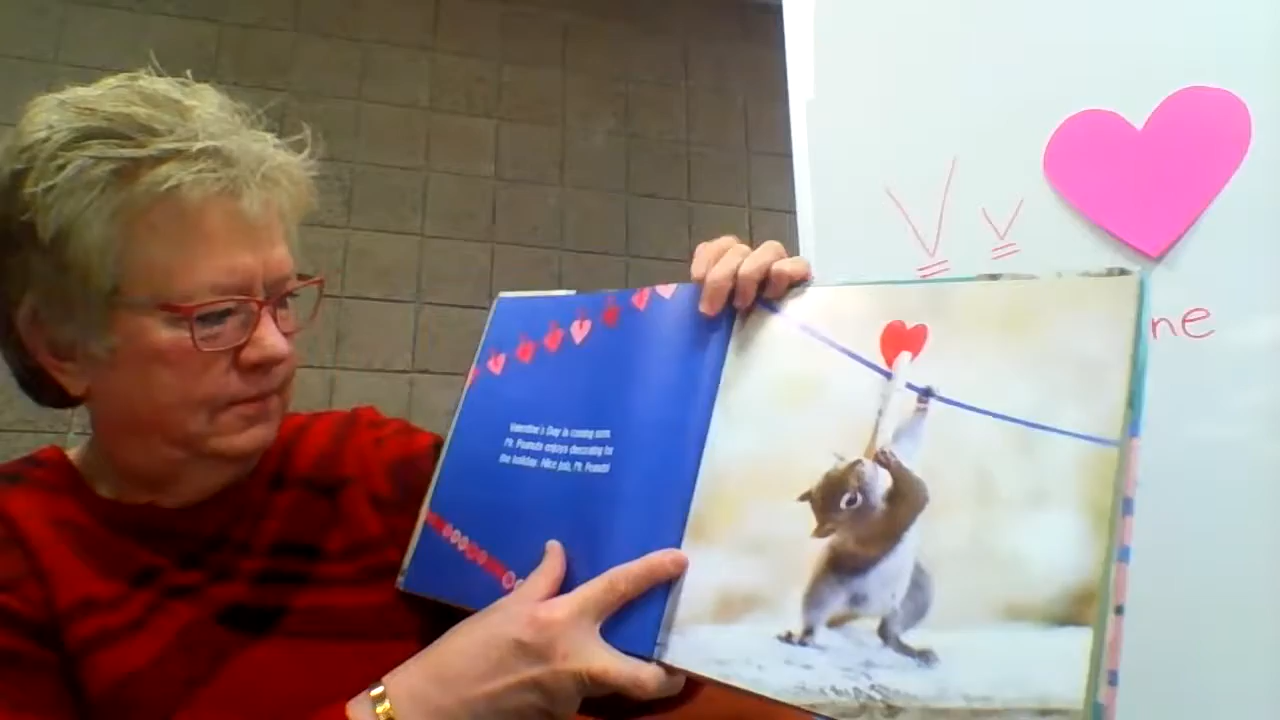 V v
ne
Valentine's Day is coming soon.
Mr. Peanuts enjoys decorating for
the holiday. Nice job, Mr. Peanuts!